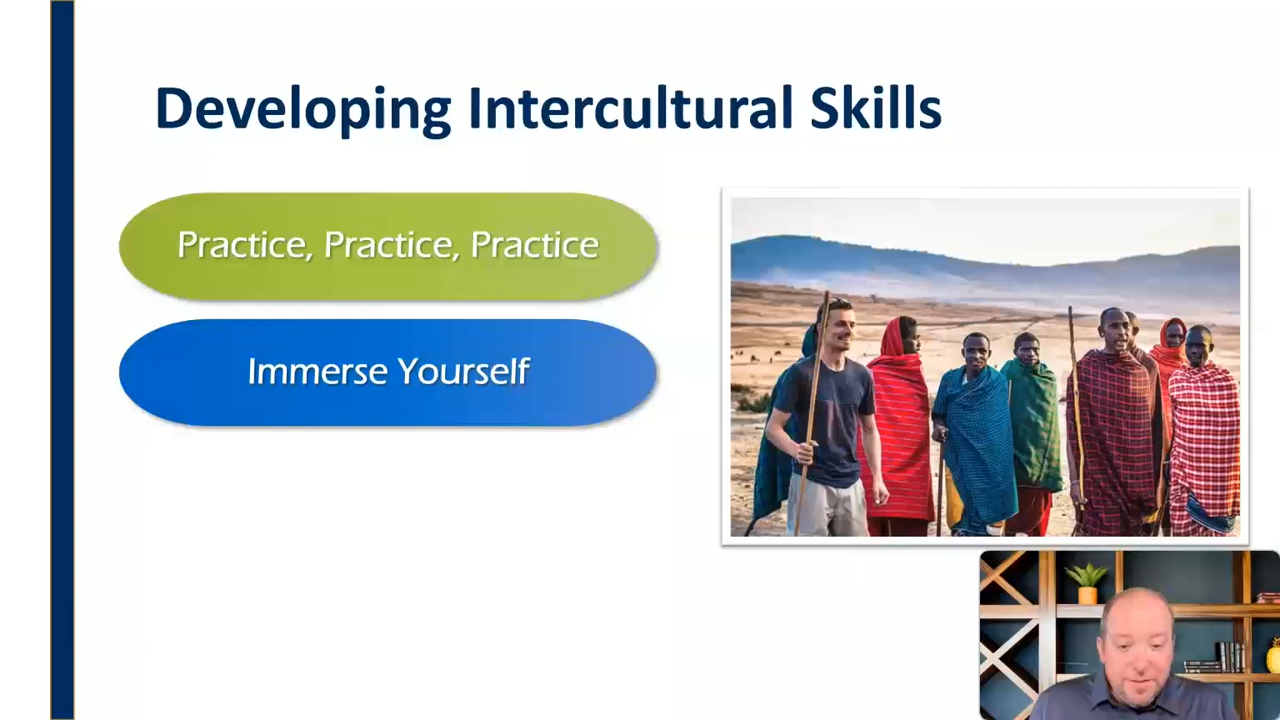 Developing Intercultural Skills
Practice, Practice, Practice
Immerse Yourself